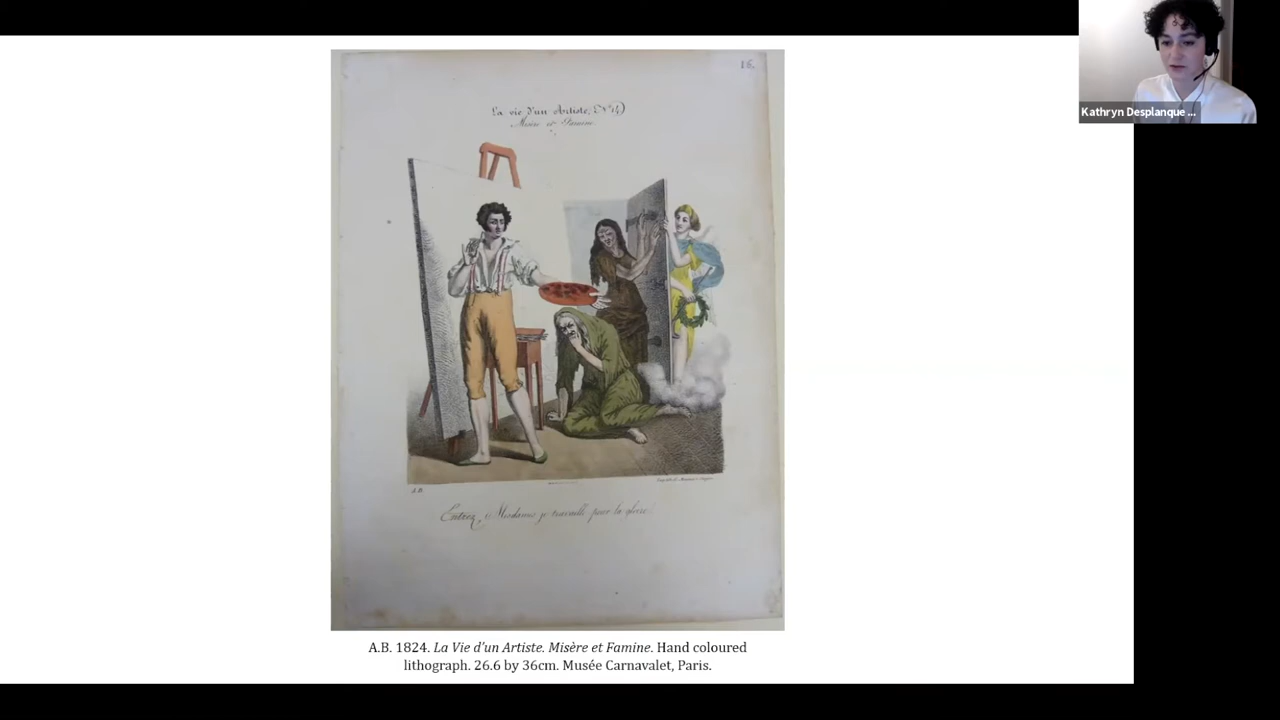 Kathryn Desplanque ...
16.
La vie d'un Artiste. (N° 14)
Misère et Famine.
A.B.
Entrez, Mesdames je travaille pour la gloire!
A.B. 1824. La Vie d'un Artiste. Misère et Famine. Hand coloured
lithograph. 26.6 by 36cm. Musée Carnavalet, Paris.